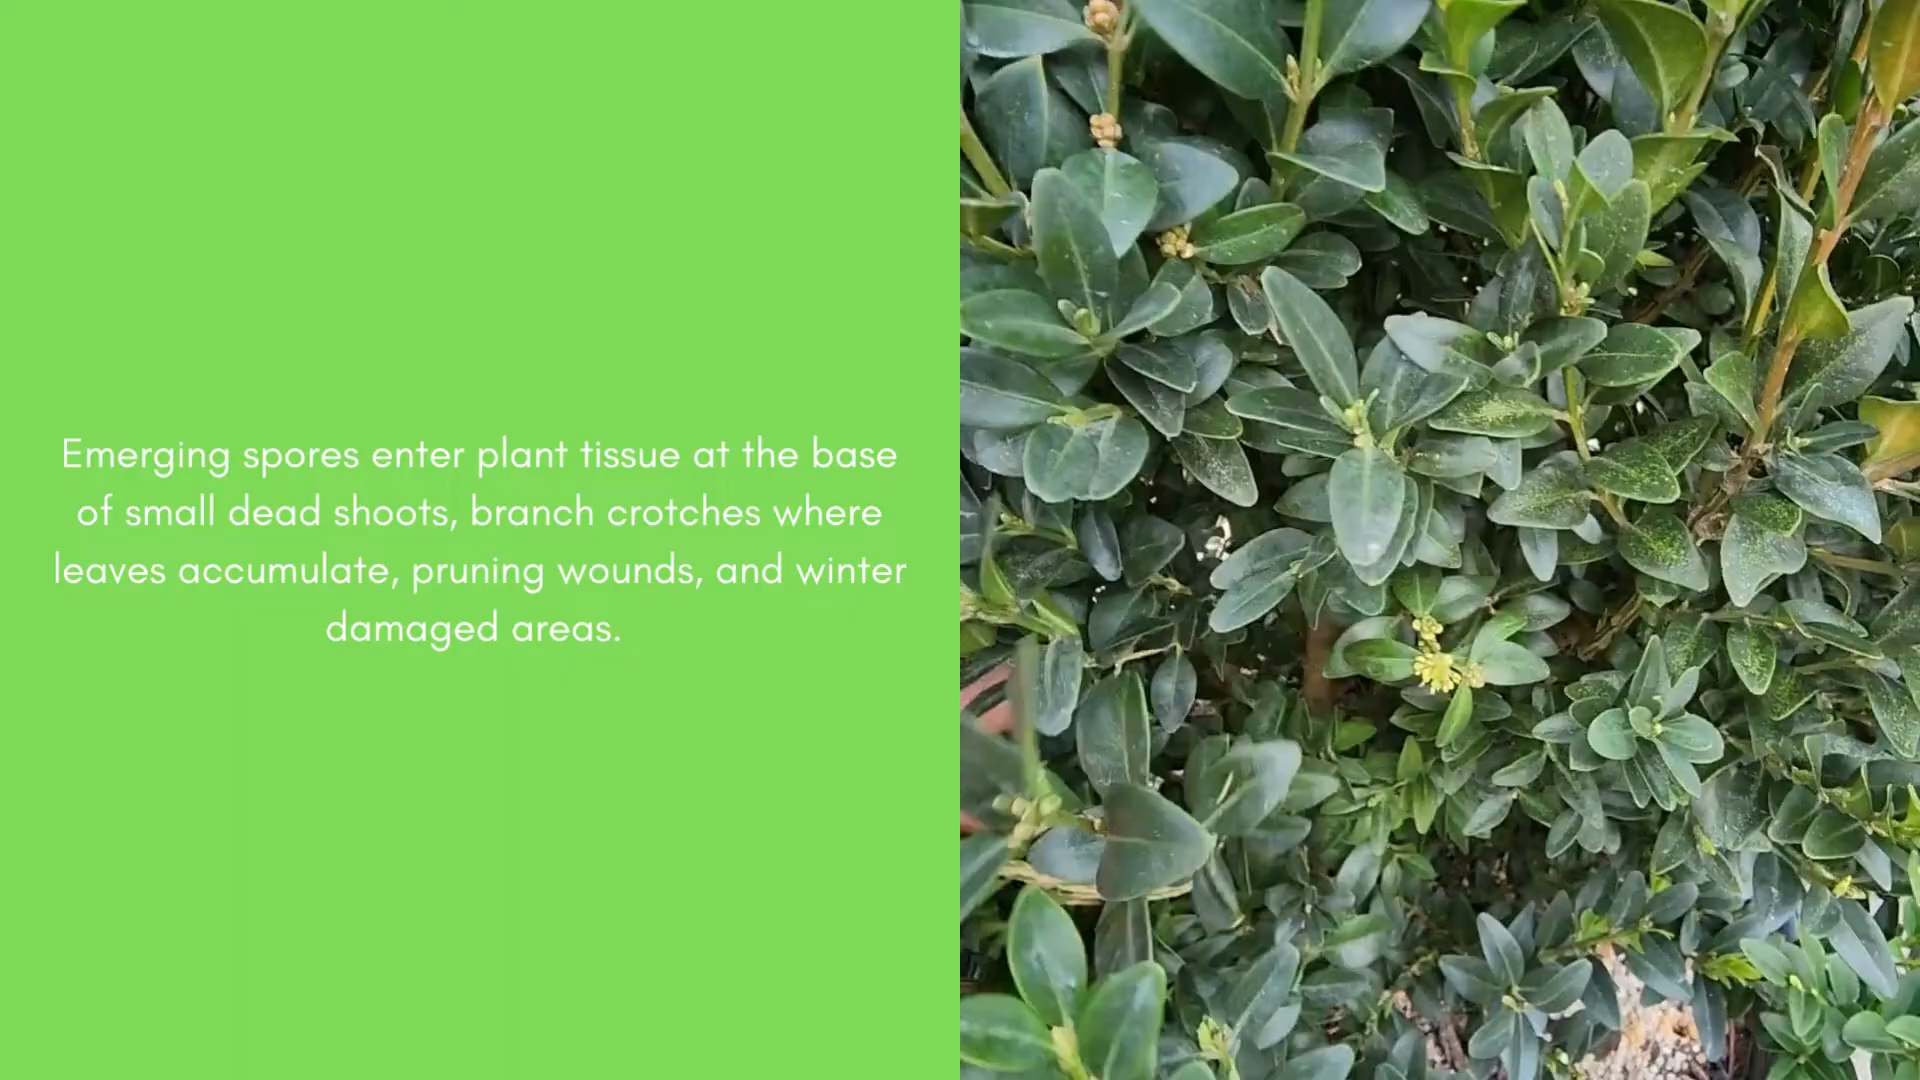 Emerging spores enter plant tissue at the base
of small dead shoots, branch crotches where
leaves accumulate, pruning wounds, and winter
damaged areas.